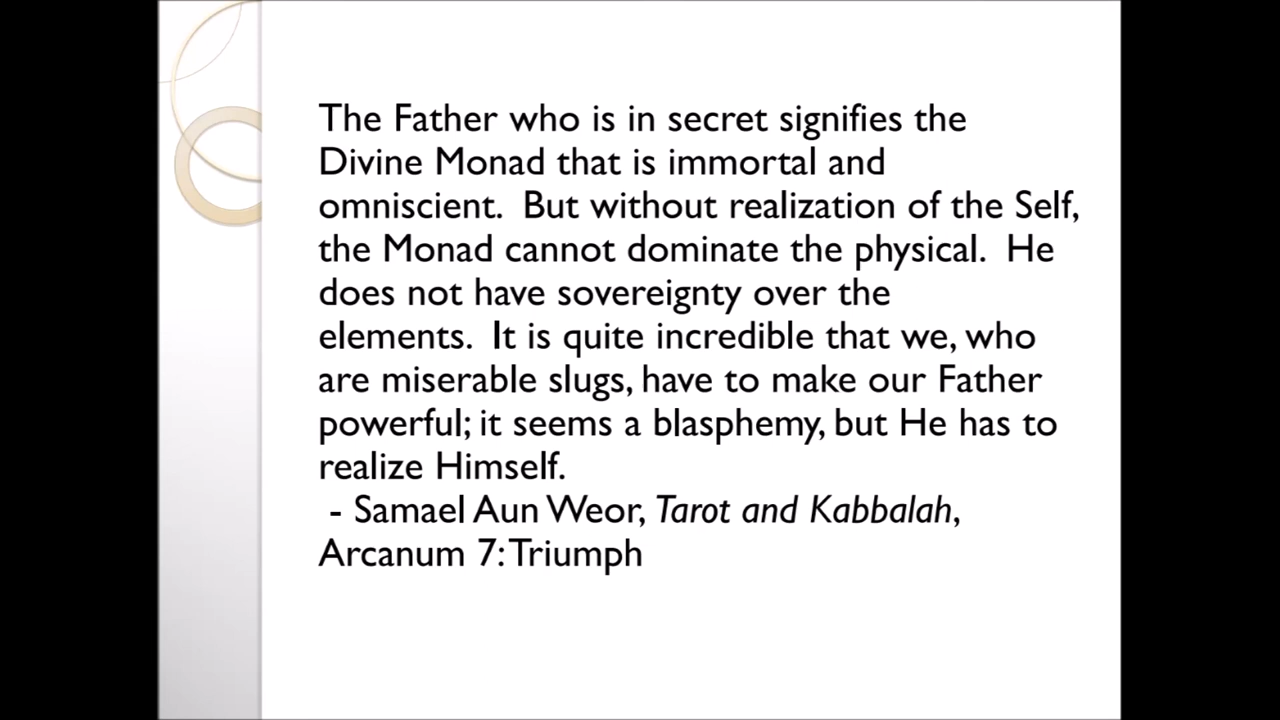 The Father who is in secret signifies the
Divine Monad that is immortal and
omniscient.  But without realization of the Self,
the Monad cannot dominate the physical.  He
does not have sovereignty over the
elements.  It is quite incredible that we, who
are miserable slugs, have to make our Father
powerful; it seems a blasphemy, but He has to
realize Himself.
- Samael Aun Weor, Tarot and Kabbalah,
Arcanum 7: Triumph